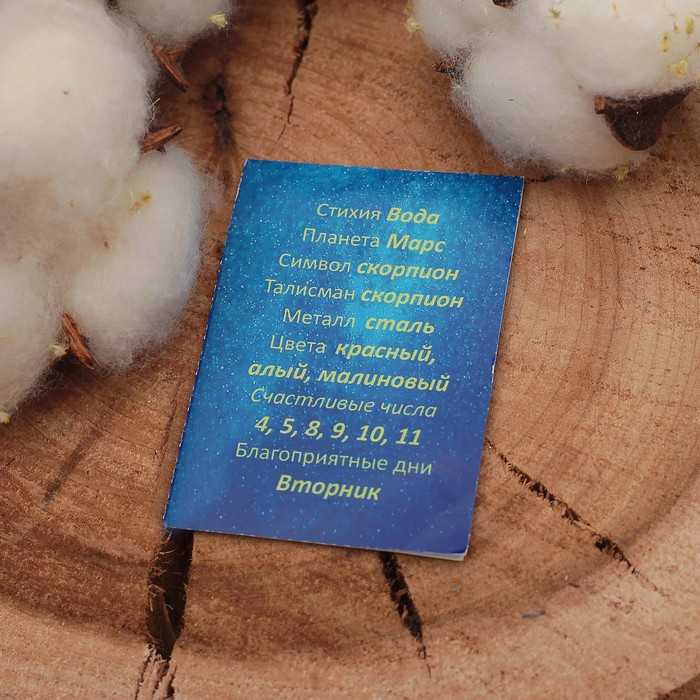 Стихия Вода
Планета Марс
Символ скорпион
Талисман скорпион
Металл сталь
Цвета красный,
алый, малиновый
Счастливые числа
4, 5, 8, 9, 10, 11
Благоприятные дни
Вторник